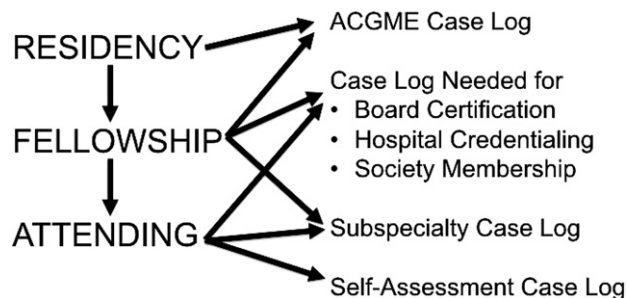 RESIDENCY
FELLOWSHIP
ATTENDING
ACGME Case Log
Case Log Needed for
• Board Certification
• Hospital Credentialing
• Society Membership
Subspecialty Case Log
Self-Assessment Case Log